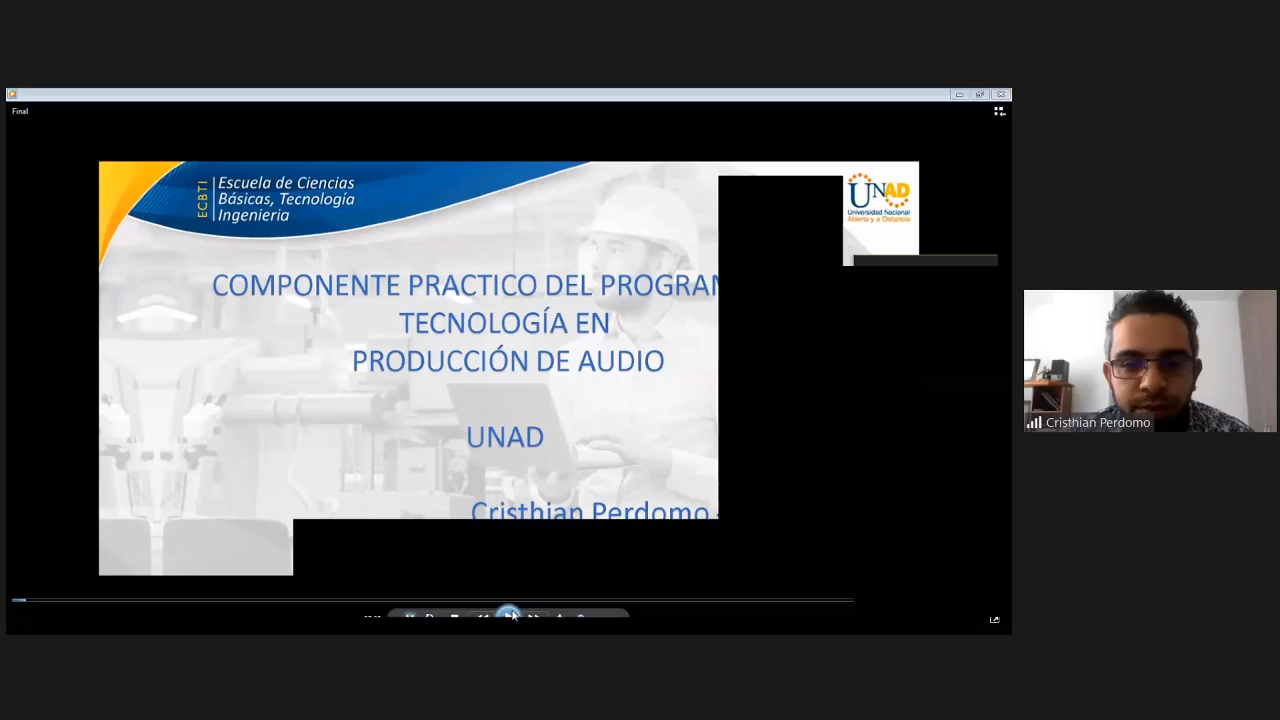 Final
ECBTI
Escuela de Ciencias
Básicas, Tecnología
Ingeniería
UNAD
Universidad Nacional
Abierta y a Distancia
COMPONENTE PRACTICO DEL PROGRAM
TECNOLOGÍA EN
PRODUCCIÓN DE AUDIO
UNAD
Cristhian Perdomo
Cristhian Perdomo